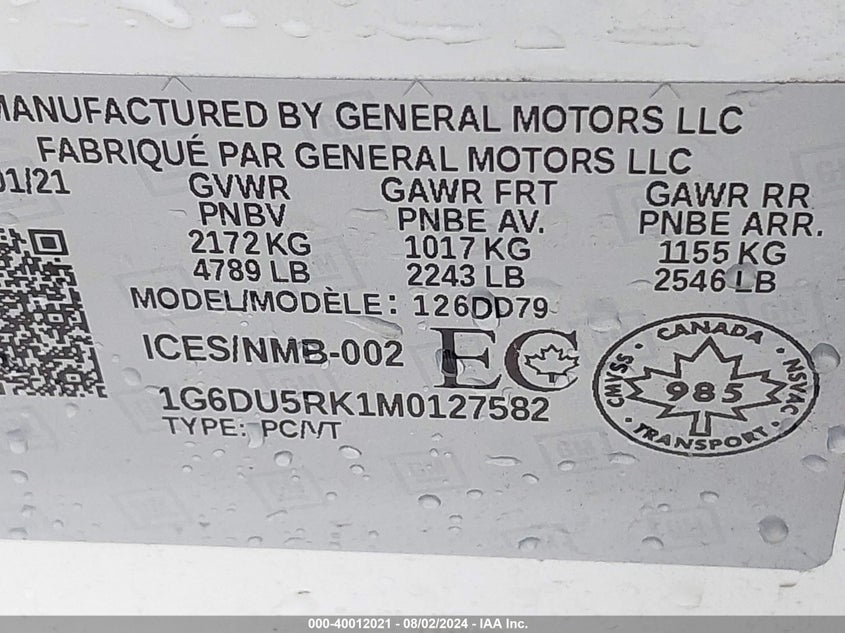 MANUFACTURED BY GENERAL MOTORS LLC
FABRIQUÉ PAR GENERAL MOTORS LLC
01/21 GVWR GAWR FRT GAWR RR
PNBV PNBE AV. PNBE ARR.
2172 KG 1017 KG 1155 KG
4789 LB 2243 LB 2546 LB
MODEL/MODÈLE: 126DD79
ICES/NMB-002 EC
1G6DU5RK1M0127582
TYPE: PC/VT
CANADA
CMVSS 985 NSVAC
TRANSPORT
000-40012021 - 08/02/2024 - IAA Inc.